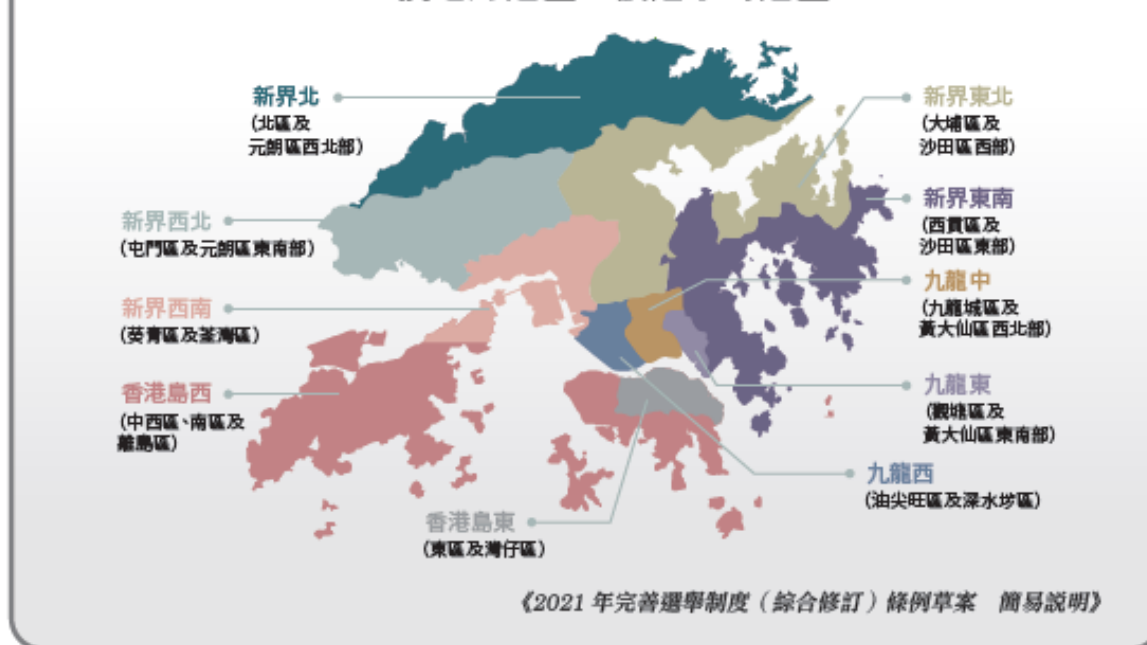 新界北
(北區及
元朗區西北部)
新界東北
(大埔區及
沙田區西部)
新界西北
(屯門區及元朗區東南部)
新界東南
(西貢區及
沙田區東部)
九龍中
(九龍城區及
黃大仙區西北部)
新界西南
(葵青區及荃灣區)
香港島西
(中西區、南區及
離島區)
九龍東
(觀塘區及
黃大仙區東南部)
九龍西
(油尖旺區及深水埗區)
香港島東
(東區及灣仔區)
《2021 年完善選舉制度(綜合修訂)條例草案 簡易説明》